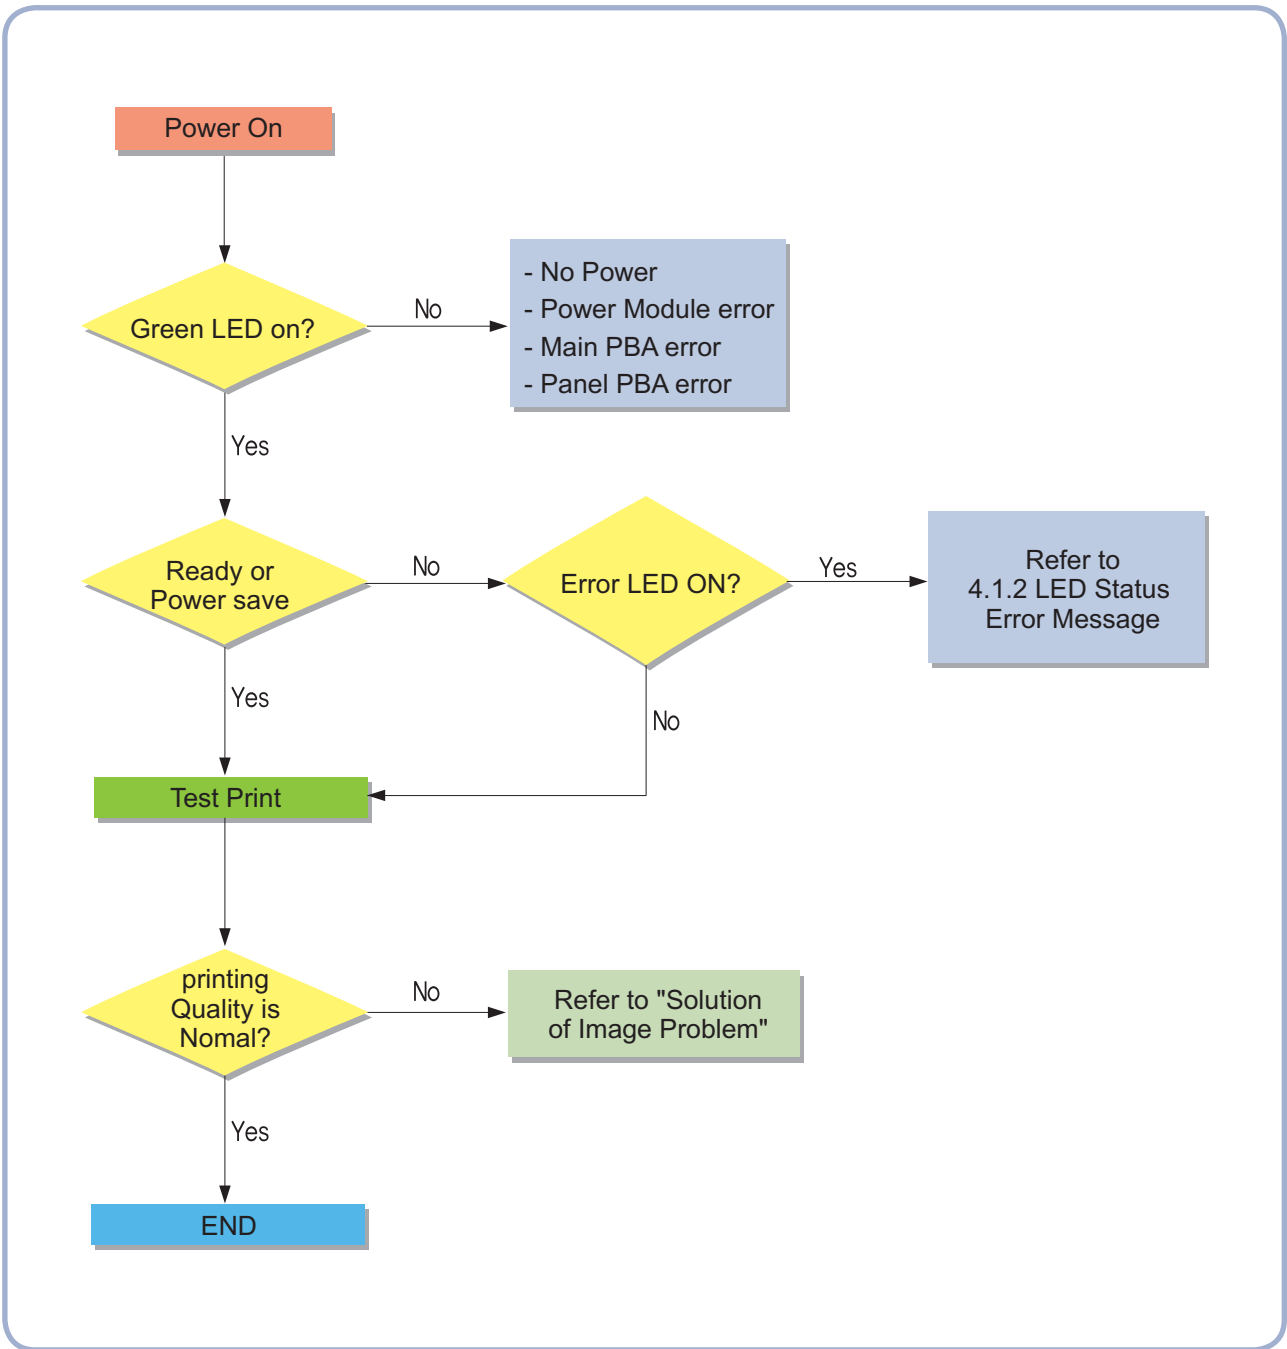 Power On
Green LED on?
No
- No Power
- Power Module error
- Main PBA error
- Panel PBA error
Yes
Ready or
Power save
No
Error LED ON?
Yes
Refer to
4.1.2 LED Status
Error Message
Yes
No
Test Print
printing
Quality is
Nomal?
No
Refer to "Solution
of Image Problem"
Yes
END